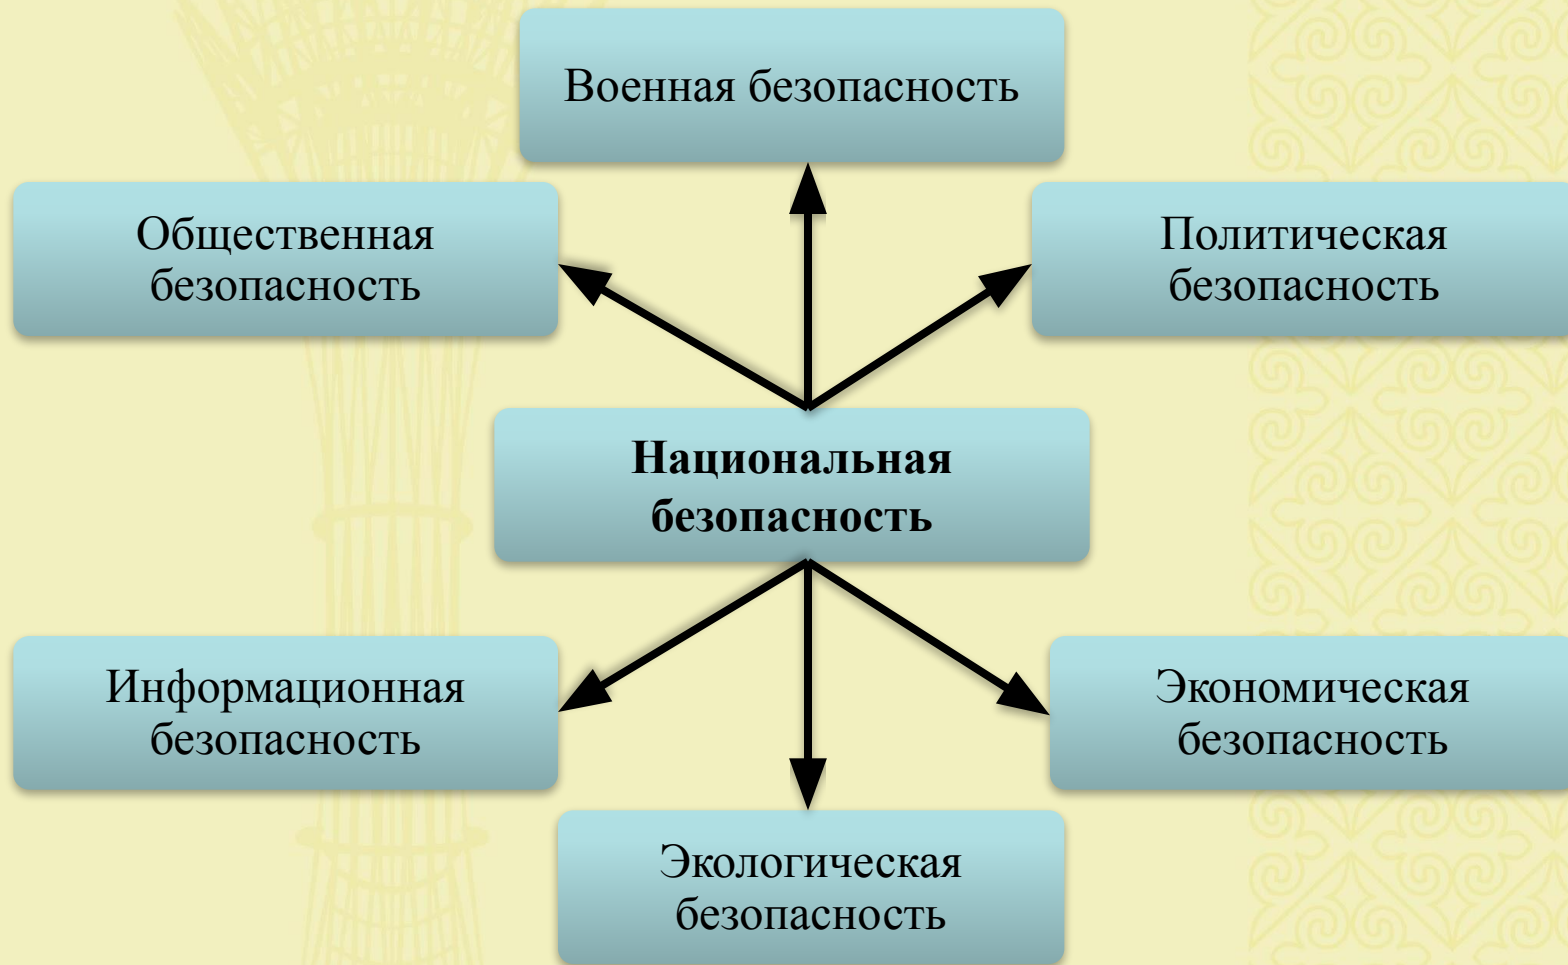 Военная безопасность
Общественная
безопасность
Политическая
безопасность
Национальная
безопасность
Информационная
безопасность
Экономическая
безопасность
Экологическая
безопасность